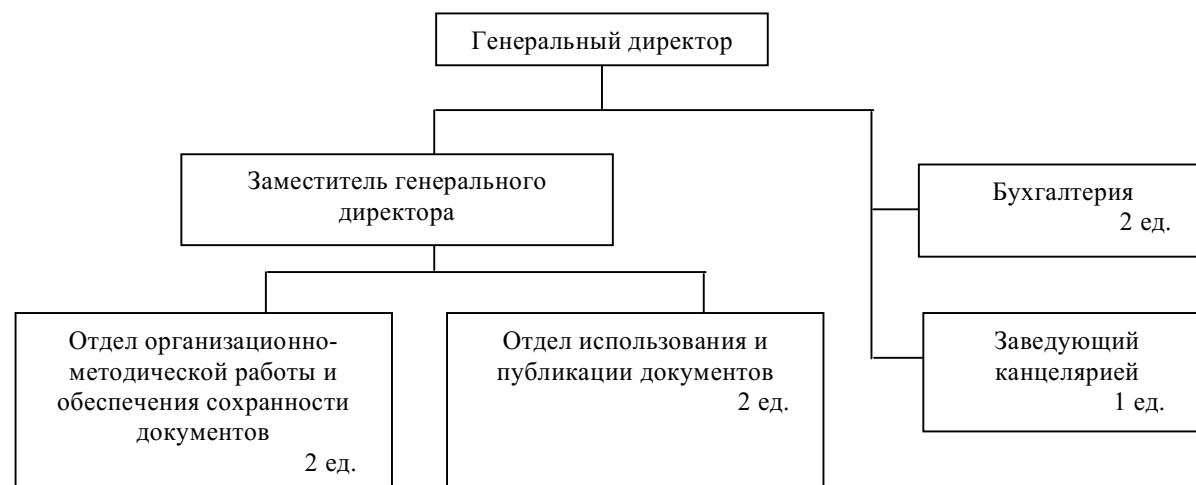 Генеральный директор
Заместитель генерального
директора
Бухгалтерия
2 ед.
Отдел организационно-
методической работы и
обеспечения сохранности
документов
2 ед.
Отдел использования и
публикации документов
2 ед.
Заведующий
канцелярией
1 ед.